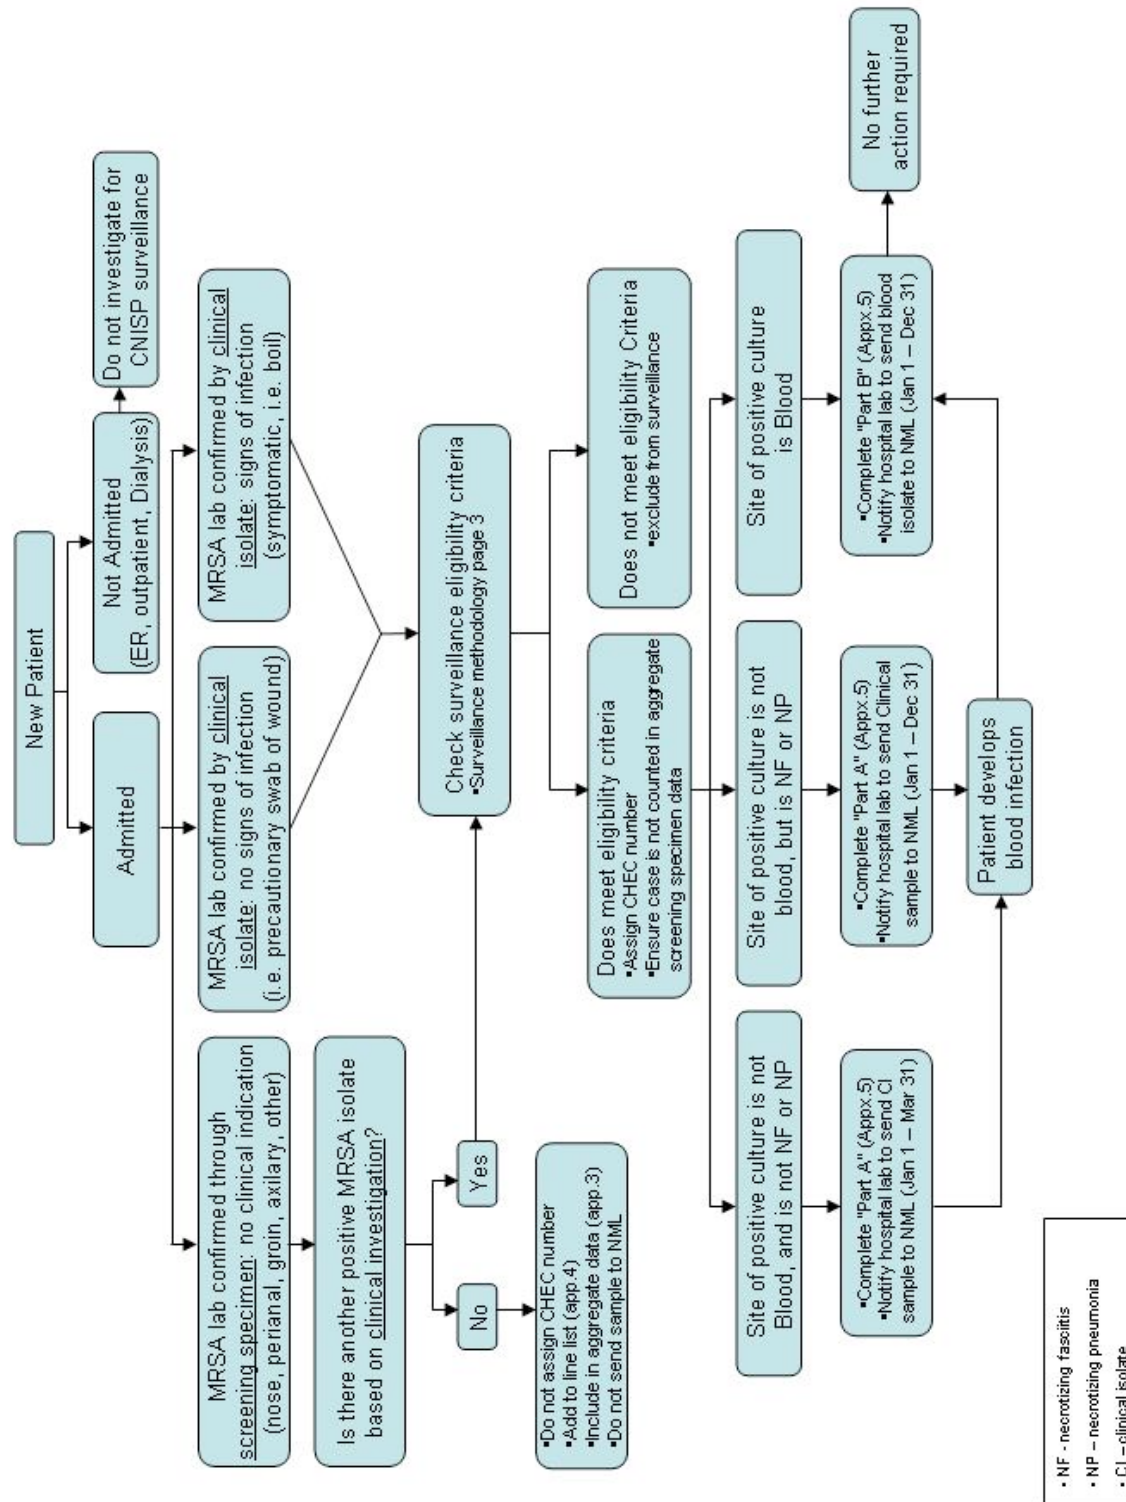 New Patient
Admitted
Not Admitted
(ER, outpatient, Dialysis)
Do not investigate for
CNISP surveillance
MRSA lab confirmed through
screening specimen: no clinical indication
(nose, perianal, groin, axilary, other)
MRSA lab confirmed by clinical
isolate: no signs of infection
(i.e. precautionary swab of wound)
MRSA lab confirmed by clinical
isolate: signs of infection
(symptomatic, i.e. boil)
Is there another positive MRSA isolate
based on clinical investigation?
No
Yes
▪Do not assign CHEC number
▪Add to line list (app.4)
▪Include in aggregate data (app.3)
▪Do not send sample to NML
Check surveillance eligibility criteria
▪Surveillance methodology page 3
Does meet eligibility criteria
▪Assign CHEC number
▪Ensure case is not counted in aggregate
screening specimen data
Does not meet eligibility Criteria
▪exclude from surveillance
Site of positive culture is not
Blood, and is not NF or NP
Site of positive culture is not
blood, but is NF or NP
Site of positive culture
is Blood
▪Complete "Part A" (Appx.5)
▪Notify hospital lab to send CI
sample to NML (Jan 1 – Mar 31)
▪Complete "Part A" (Appx.5)
▪Notify hospital lab to send Clinical
sample to NML (Jan 1 – Dec 31)
▪Complete "Part B" (Appx.5)
▪Notify hospital lab to send blood
isolate to NML (Jan 1 – Dec 31)
No further
action required
Patient develops
blood infection
• NF - necrotizing fasciitis
• NP – necrotizing pneumonia
• CI – clinical isolate